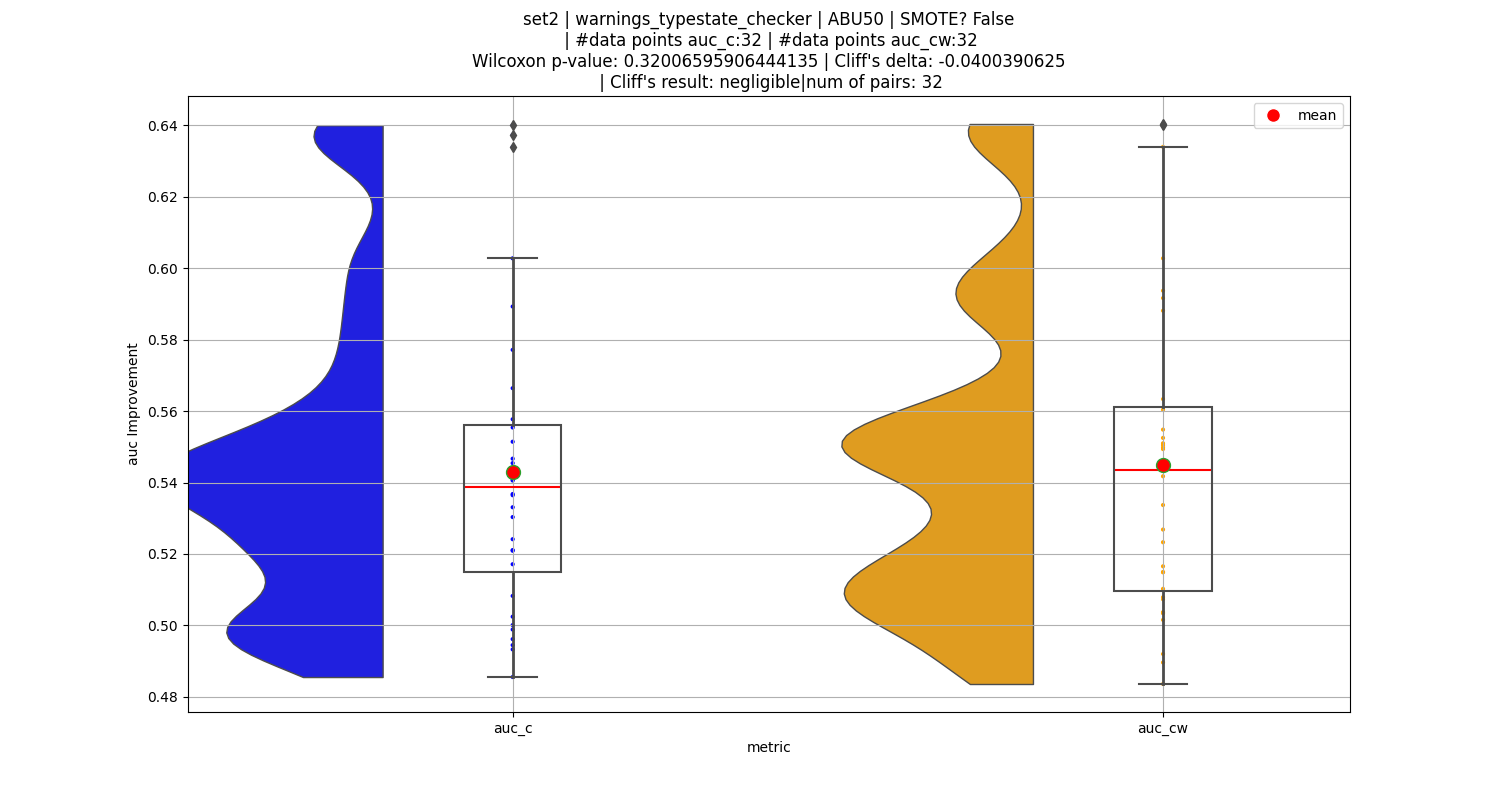 set2 | warnings_typestate_checker | ABU50 | SMOTE? False
| #data points auc_c:32 | #data points auc_cw:32
Wilcoxon p-value: 0.32006595906444135 | Cliff's delta: -0.0400390625
| Cliff's result: negligible|num of pairs: 32
mean
0.64
0.62
0.60
0.58
0.56
0.54
0.52
0.50
0.48
auc Improvement
auc_c
auc_cw
metric